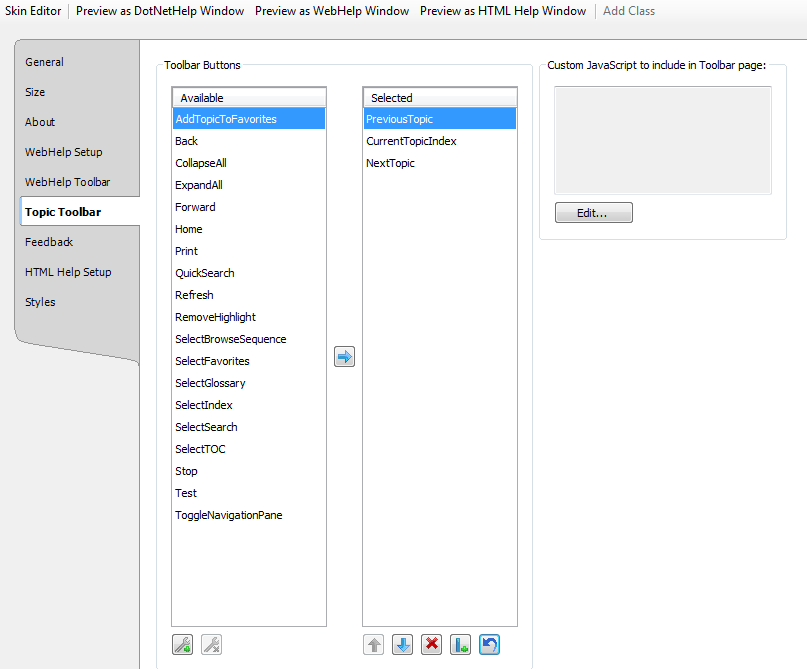 Skin Editor Preview as DotNetHelp Window Preview as WebHelp Window Preview as HTML Help Window Add Class
General
Size
About
WebHelp Setup
WebHelp Toolbar
Topic Toolbar
Feedback
HTML Help Setup
Styles
Toolbar Buttons
Available
AddTopicToFavorites
Back
CollapseAll
ExpandAll
Forward
Home
Print
QuickSearch
Refresh
RemoveHighlight
SelectBrowseSequence
SelectFavorites
SelectGlossary
SelectIndex
SelectSearch
SelectTOC
Stop
Test
ToggleNavigationPane
Selected
PreviousTopic
CurrentTopicIndex
NextTopic
Custom JavaScript to include in Toolbar page:
Edit...